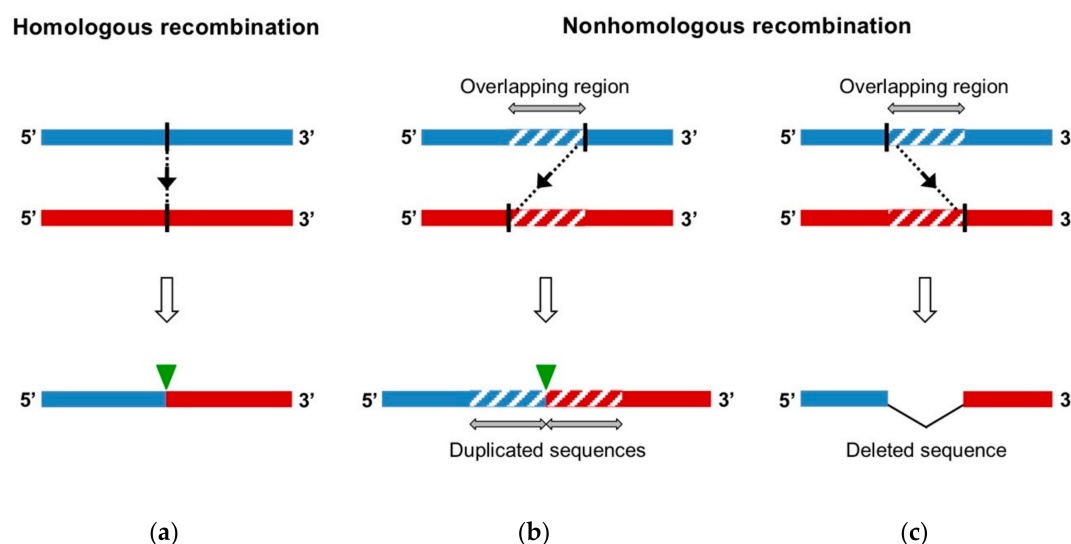 Homologous recombination
Nonhomologous recombination
Overlapping region
Overlapping region
5’ 3’ 5’ 3’ 5’ 3
5’ 3’ 5’ 3’ 5’ 3
5’ 3’ 5’ 3’ 5’ 3
Duplicated sequences
Deleted sequence
(a)
(b)
(c)